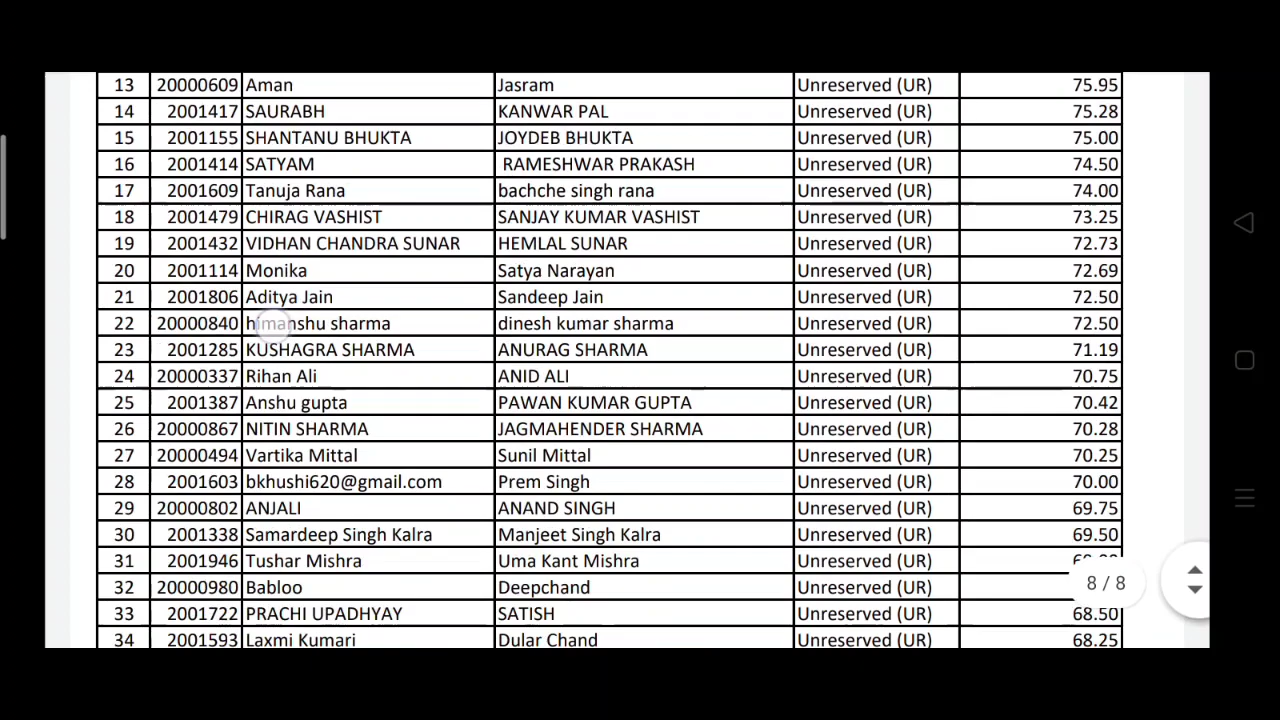 13 20000609 Aman Jasram Unreserved (UR) 75.95
14 2001417 SAURABH KANWAR PAL Unreserved (UR) 75.28
15 2001155 SHANTANU BHUKTA JOYDEB BHUKTA Unreserved (UR) 75.00
16 2001414 SATYAM RAMESHWAR PRAKASH Unreserved (UR) 74.50
17 2001609 Tanuja Rana bachche singh rana Unreserved (UR) 74.00
18 2001479 CHIRAG VASHIST SANJAY KUMAR VASHIST Unreserved (UR) 73.25
19 2001432 VIDHAN CHANDRA SUNAR HEMLAL SUNAR Unreserved (UR) 72.73
20 2001114 Monika Satya Narayan Unreserved (UR) 72.69
21 2001806 Aditya Jain Sandeep Jain Unreserved (UR) 72.50
22 20000840 himanshu sharma dinesh kumar sharma Unreserved (UR) 72.50
23 2001285 KUSHAGRA SHARMA ANURAG SHARMA Unreserved (UR) 71.19
24 20000337 Rihan Ali ANID ALI Unreserved (UR) 70.75
25 2001387 Anshu gupta PAWAN KUMAR GUPTA Unreserved (UR) 70.42
26 20000867 NITIN SHARMA JAGMAHENDER SHARMA Unreserved (UR) 70.28
27 20000494 Vartika Mittal Sunil Mittal Unreserved (UR) 70.25
28 2001603 bkhushi620@gmail.com Prem Singh Unreserved (UR) 70.00
29 20000802 ANJALI ANAND SINGH Unreserved (UR) 69.75
30 2001338 Samardeep Singh Kalra Manjeet Singh Kalra Unreserved (UR) 69.50
31 2001946 Tushar Mishra Uma Kant Mishra Unreserved (UR)
32 20000980 Babloo Deepchand Unreserved (UR)
8 / 8
33 2001722 PRACHI UPADHYAY SATISH Unreserved (UR) 68.50
34 2001593 Laxmi Kumari Dular Chand Unreserved (UR) 68.25